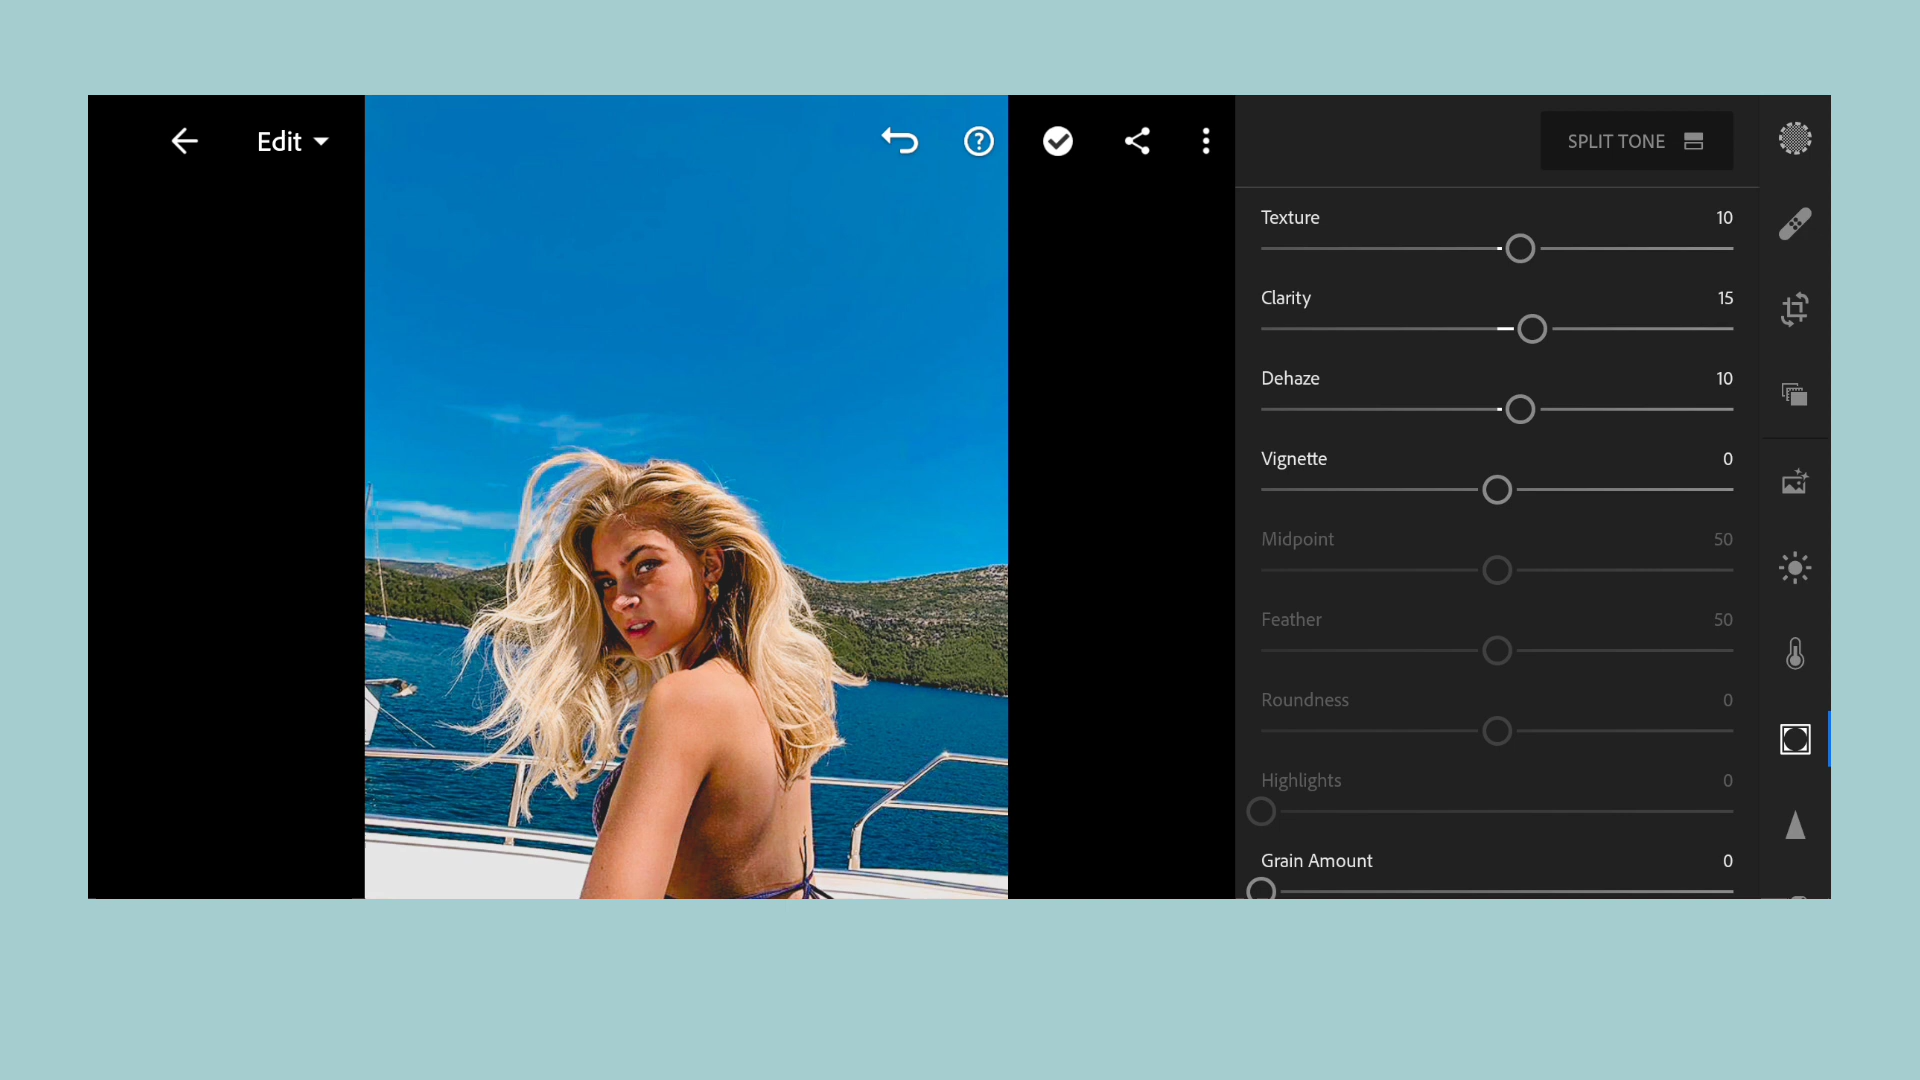 Edit
SPLIT TONE
Texture 10
Clarity 15
Dehaze 10
Vignette 0
Midpoint 50
Feather 50
Roundness 0
Highlights 0
Grain Amount 0